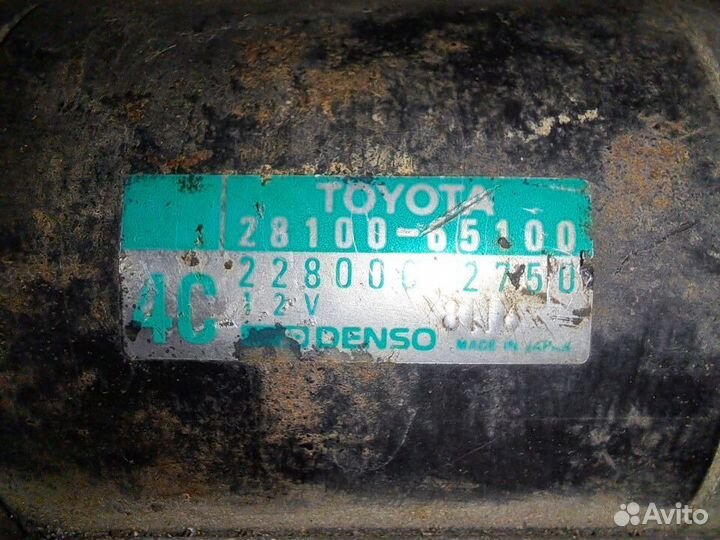 TOYOTA
28100-65100
228000 2750
4C
12V
DENSO
MADE IN JAPAN
Avito